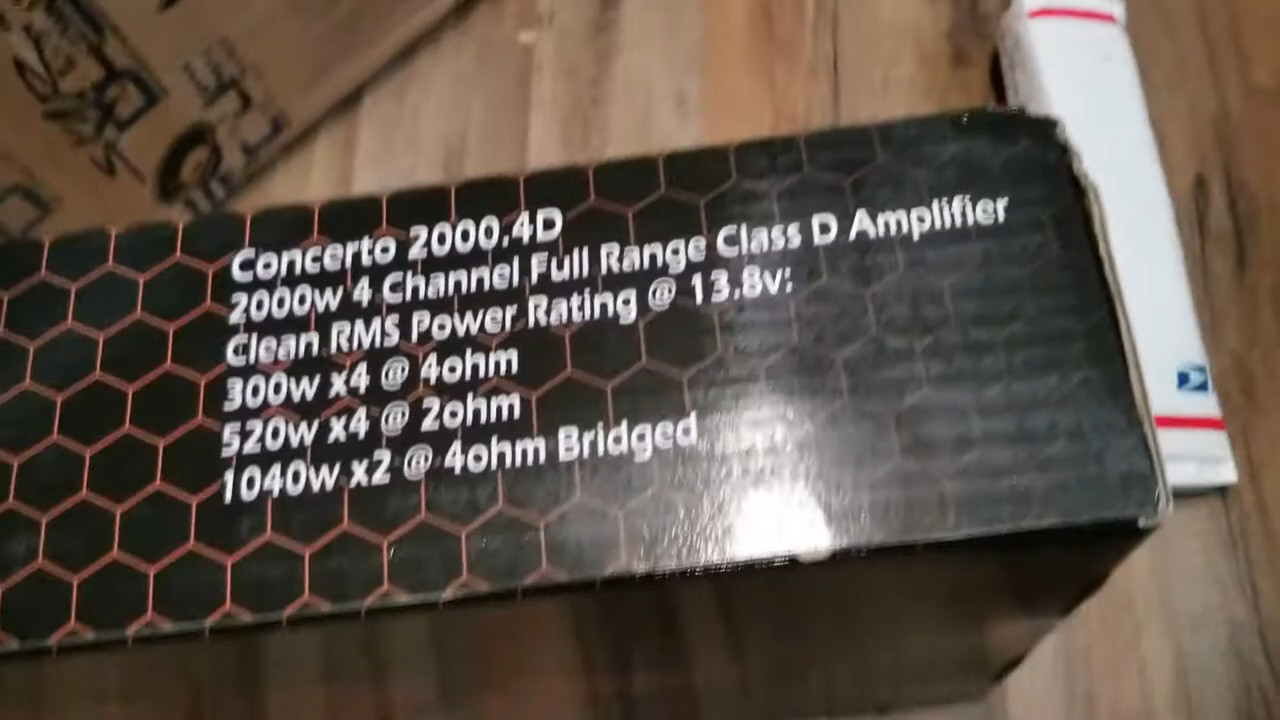 Concerto 2000.4D
2000w 4 Channel Full Range Class D Amplifier
Clean RMS Power Rating @ 13.8v:
300w x4 @ 4ohm
520w x4 @ 2ohm
1040w x2 @ 4ohm Bridged